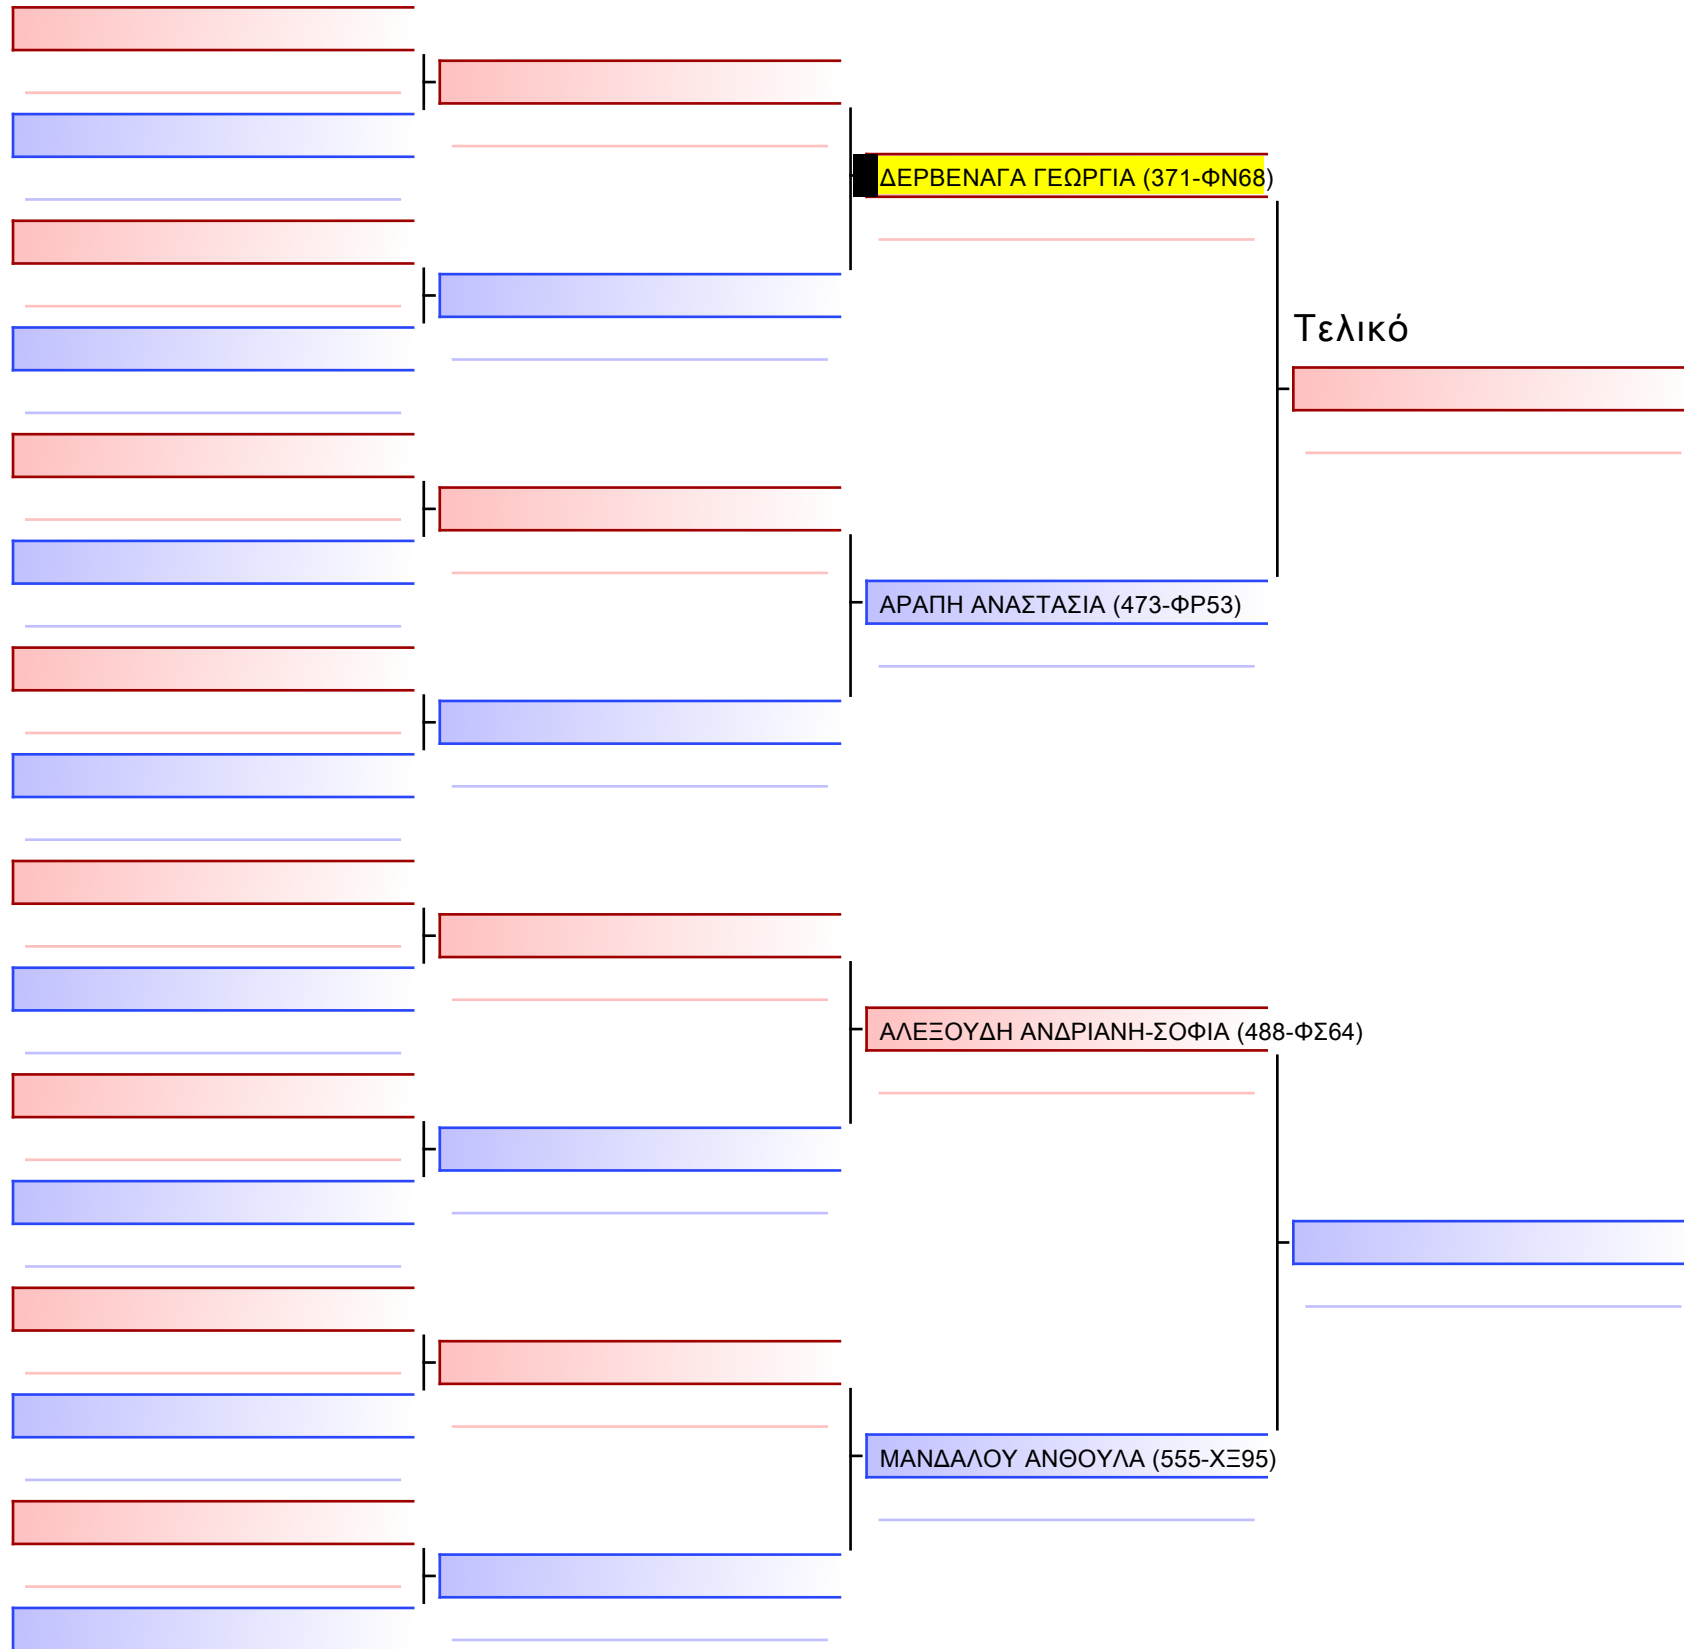 ΔΕΡΒΕΝΑΓΑ ΓΕΩΡΓΙΑ (371-ΦΝ68)
Τελικό
ΑΡΑΠΗ ΑΝΑΣΤΑΣΙΑ (473-ΦΡ53)
ΑΛΕΞΟΥΔΗ ΑΝΔΡΙΑΝΗ-ΣΟΦΙΑ (488-ΦΣ64)
ΜΑΝΔΑΛΟΥ ΑΝΘΟΥΛΑ (555-ΧΞ95)